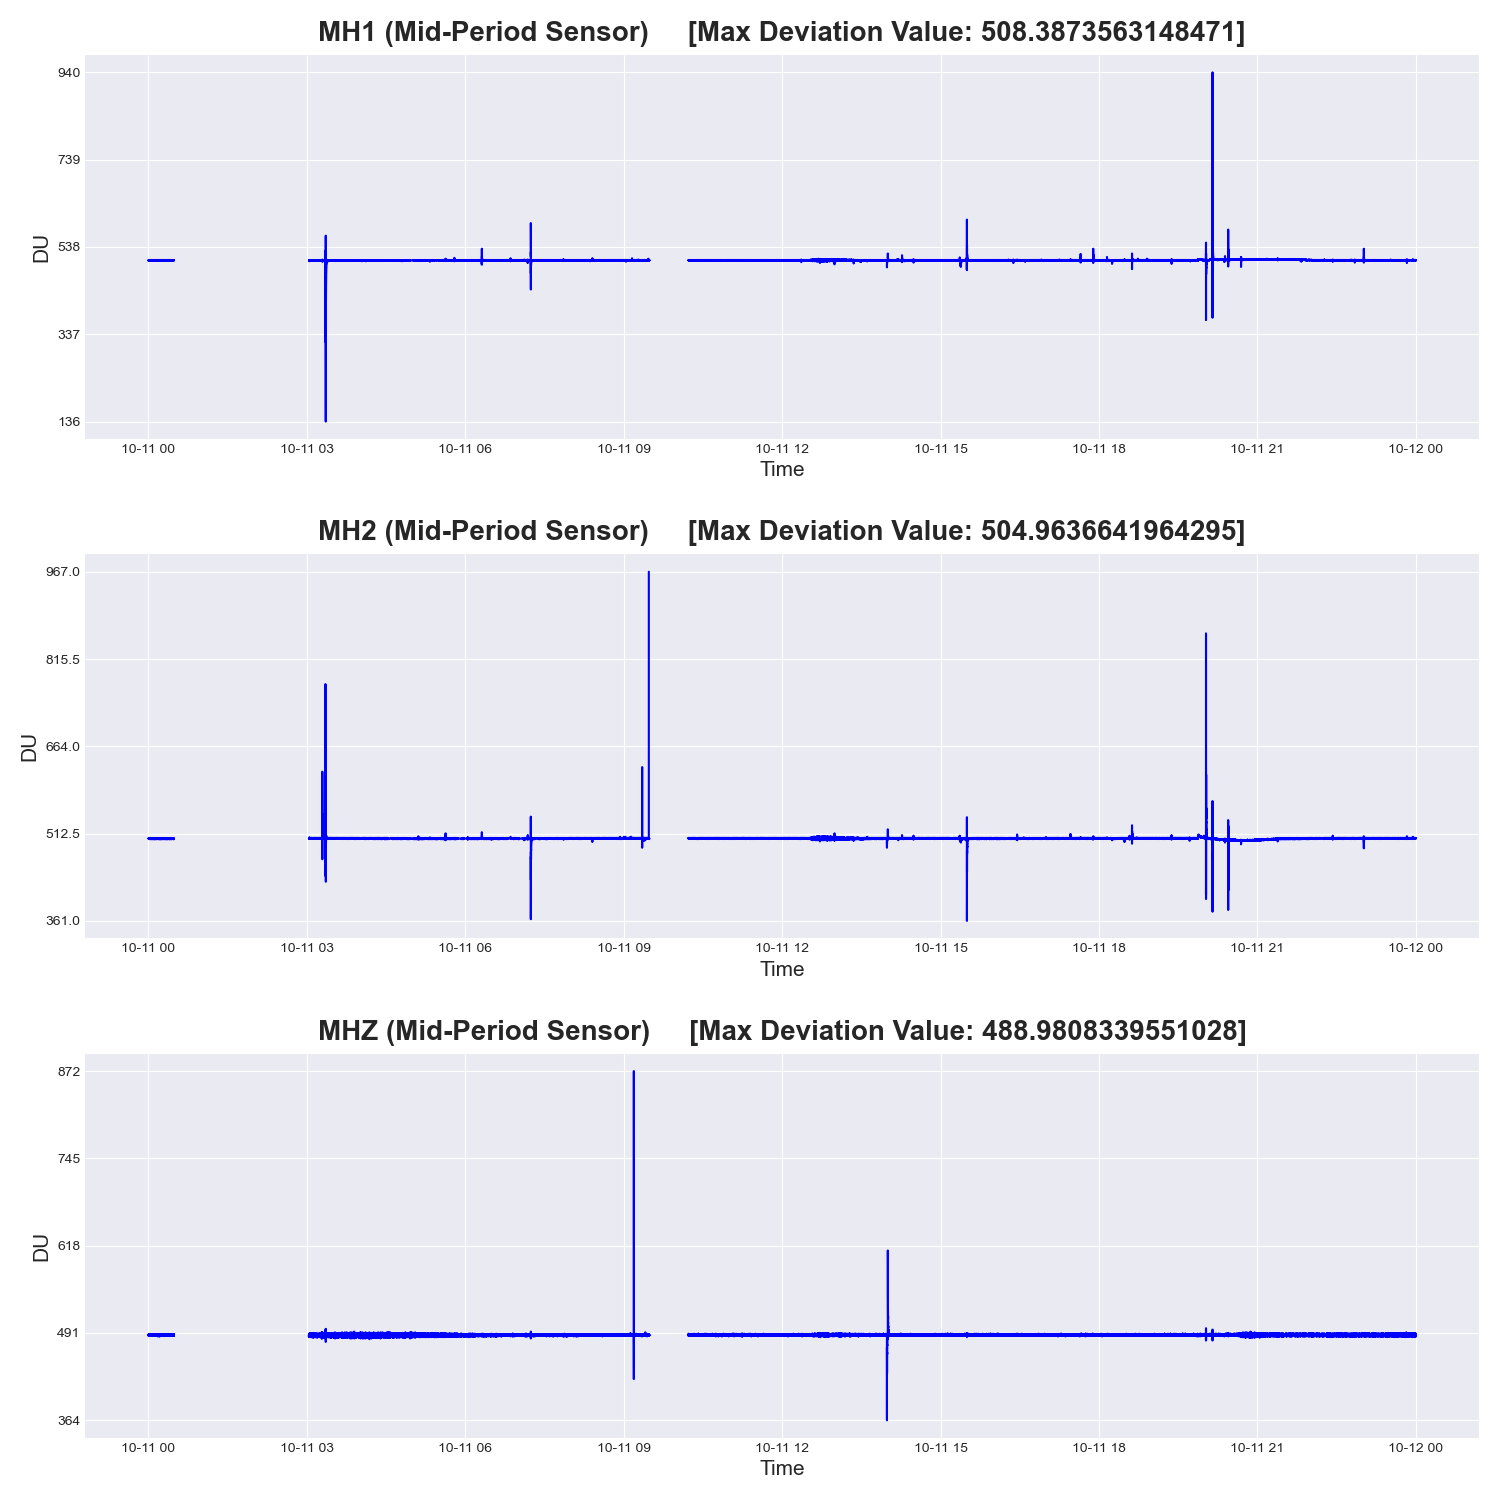 MH1 (Mid-Period Sensor) [Max Deviation Value: 508.3873563148471]
940
739
538
337
136
DU
10-11 00 10-11 03 10-11 06 10-11 09 10-11 12 10-11 15 10-11 18 10-11 21 10-12 00
Time
MH2 (Mid-Period Sensor) [Max Deviation Value: 504.9636641964295]
967.0
815.5
664.0
512.5
361.0
DU
10-11 00 10-11 03 10-11 06 10-11 09 10-11 12 10-11 15 10-11 18 10-11 21 10-12 00
Time
MHZ (Mid-Period Sensor) [Max Deviation Value: 488.9808339551028]
872
745
618
491
364
DU
10-11 00 10-11 03 10-11 06 10-11 09 10-11 12 10-11 15 10-11 18 10-11 21 10-12 00
Time